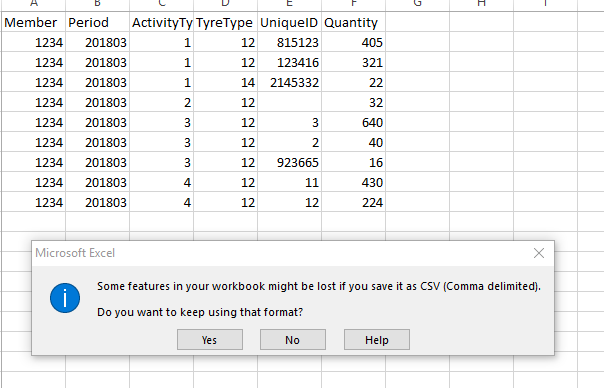 A B C D E F G H I
Member Period ActivityTy TyreType UniqueID Quantity
1234 201803 1 12 815123 405
1234 201803 1 12 123416 321
1234 201803 1 14 2145332 22
1234 201803 2 12 32
1234 201803 3 12 3 640
1234 201803 3 12 2 40
1234 201803 3 12 923665 16
1234 201803 4 12 11 430
1234 201803 4 12 12 224
Microsoft Excel
Some features in your workbook might be lost if you save it as CSV (Comma delimited).
Do you want to keep using that format?
Yes No Help